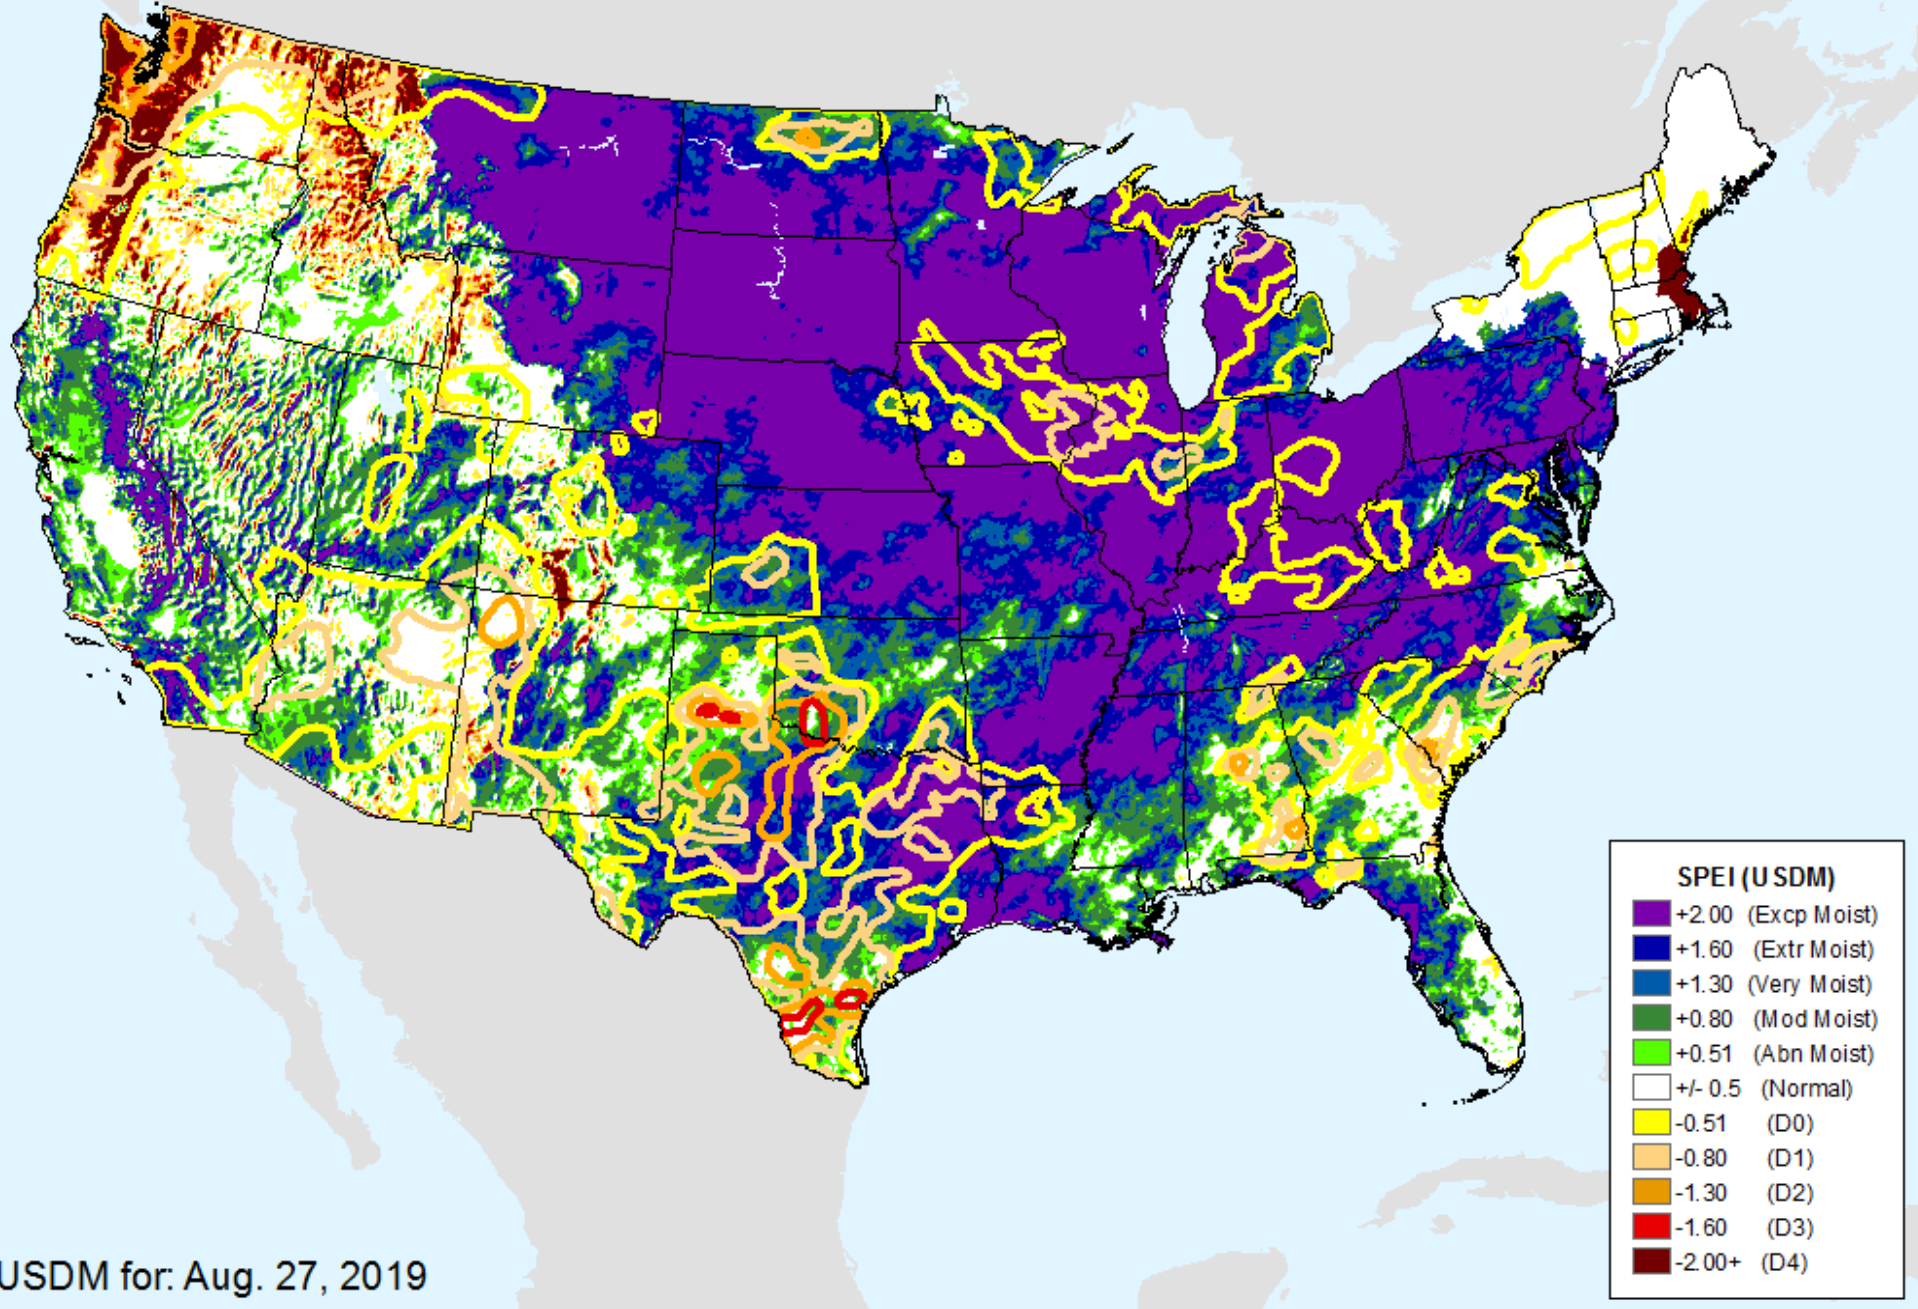 SPEI (USDM)
+2.00 (Excp Moist)
+1.60 (Extr Moist)
+1.30 (Very Moist)
+0.80 (Mod Moist)
+0.51 (Abn Moist)
+/- 0.5 (Normal)
-0.51 (D0)
-0.80 (D1)
-1.30 (D2)
-1.60 (D3)
-2.00+ (D4)
USDM for: Aug. 27, 2019